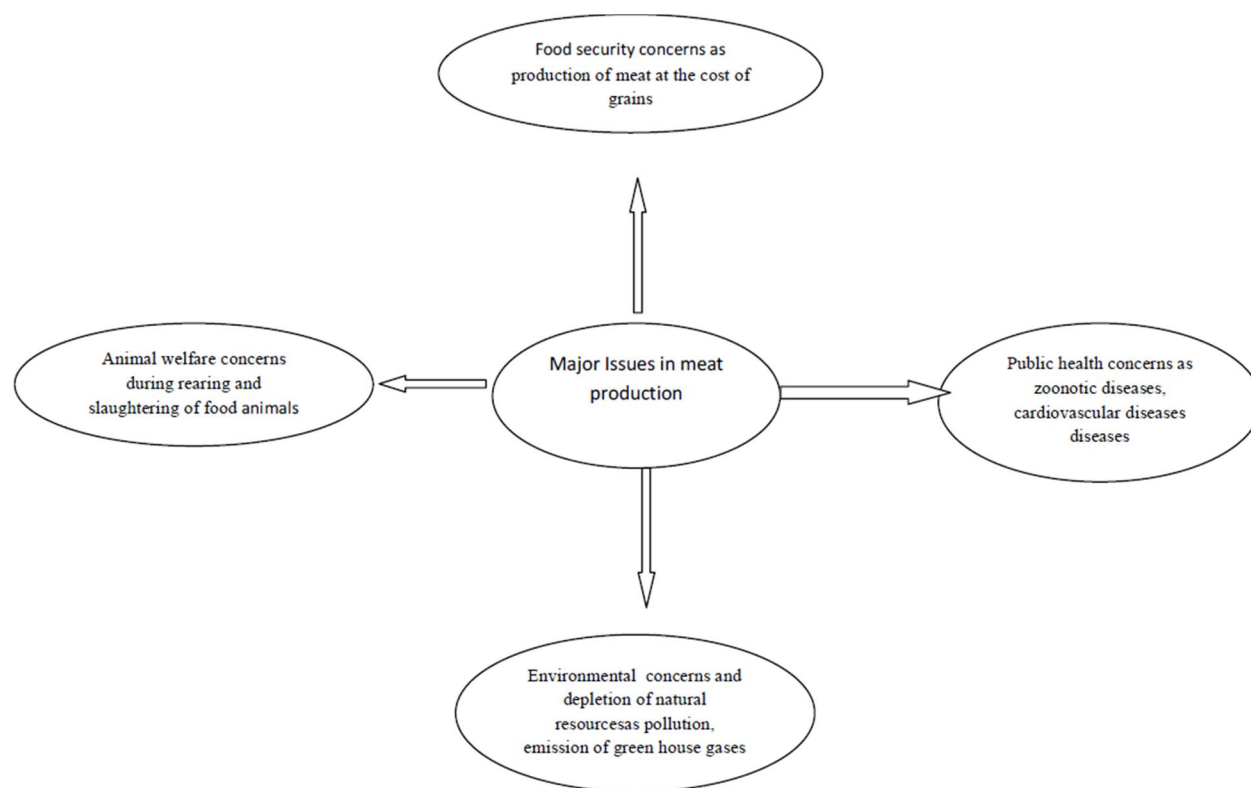 Food security concerns as
production of meat at the cost of
grains
Animal welfare concerns
during rearing and
slaughtering of food animals
Major Issues in meat
production
Public health concerns as
zoonotic diseases,
cardiovascular diseases
diseases
Environmental  concerns and
depletion of natural
resourcesas pollution,
emission of green house gases